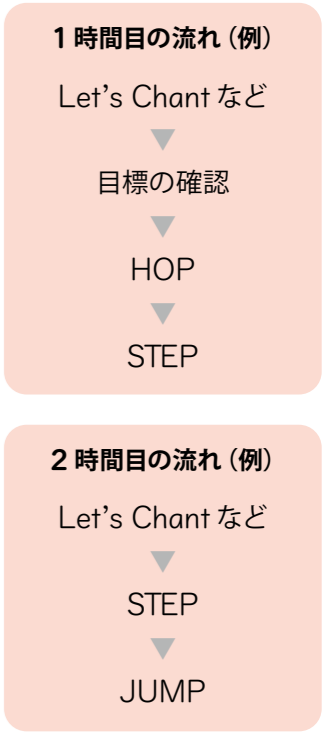 1 時間目の流れ（例）
Let's Chant など
▼
目標の確認
▼
HOP
▼
STEP
2 時間目の流れ（例）
Let's Chant など
▼
STEP
▼
JUMP